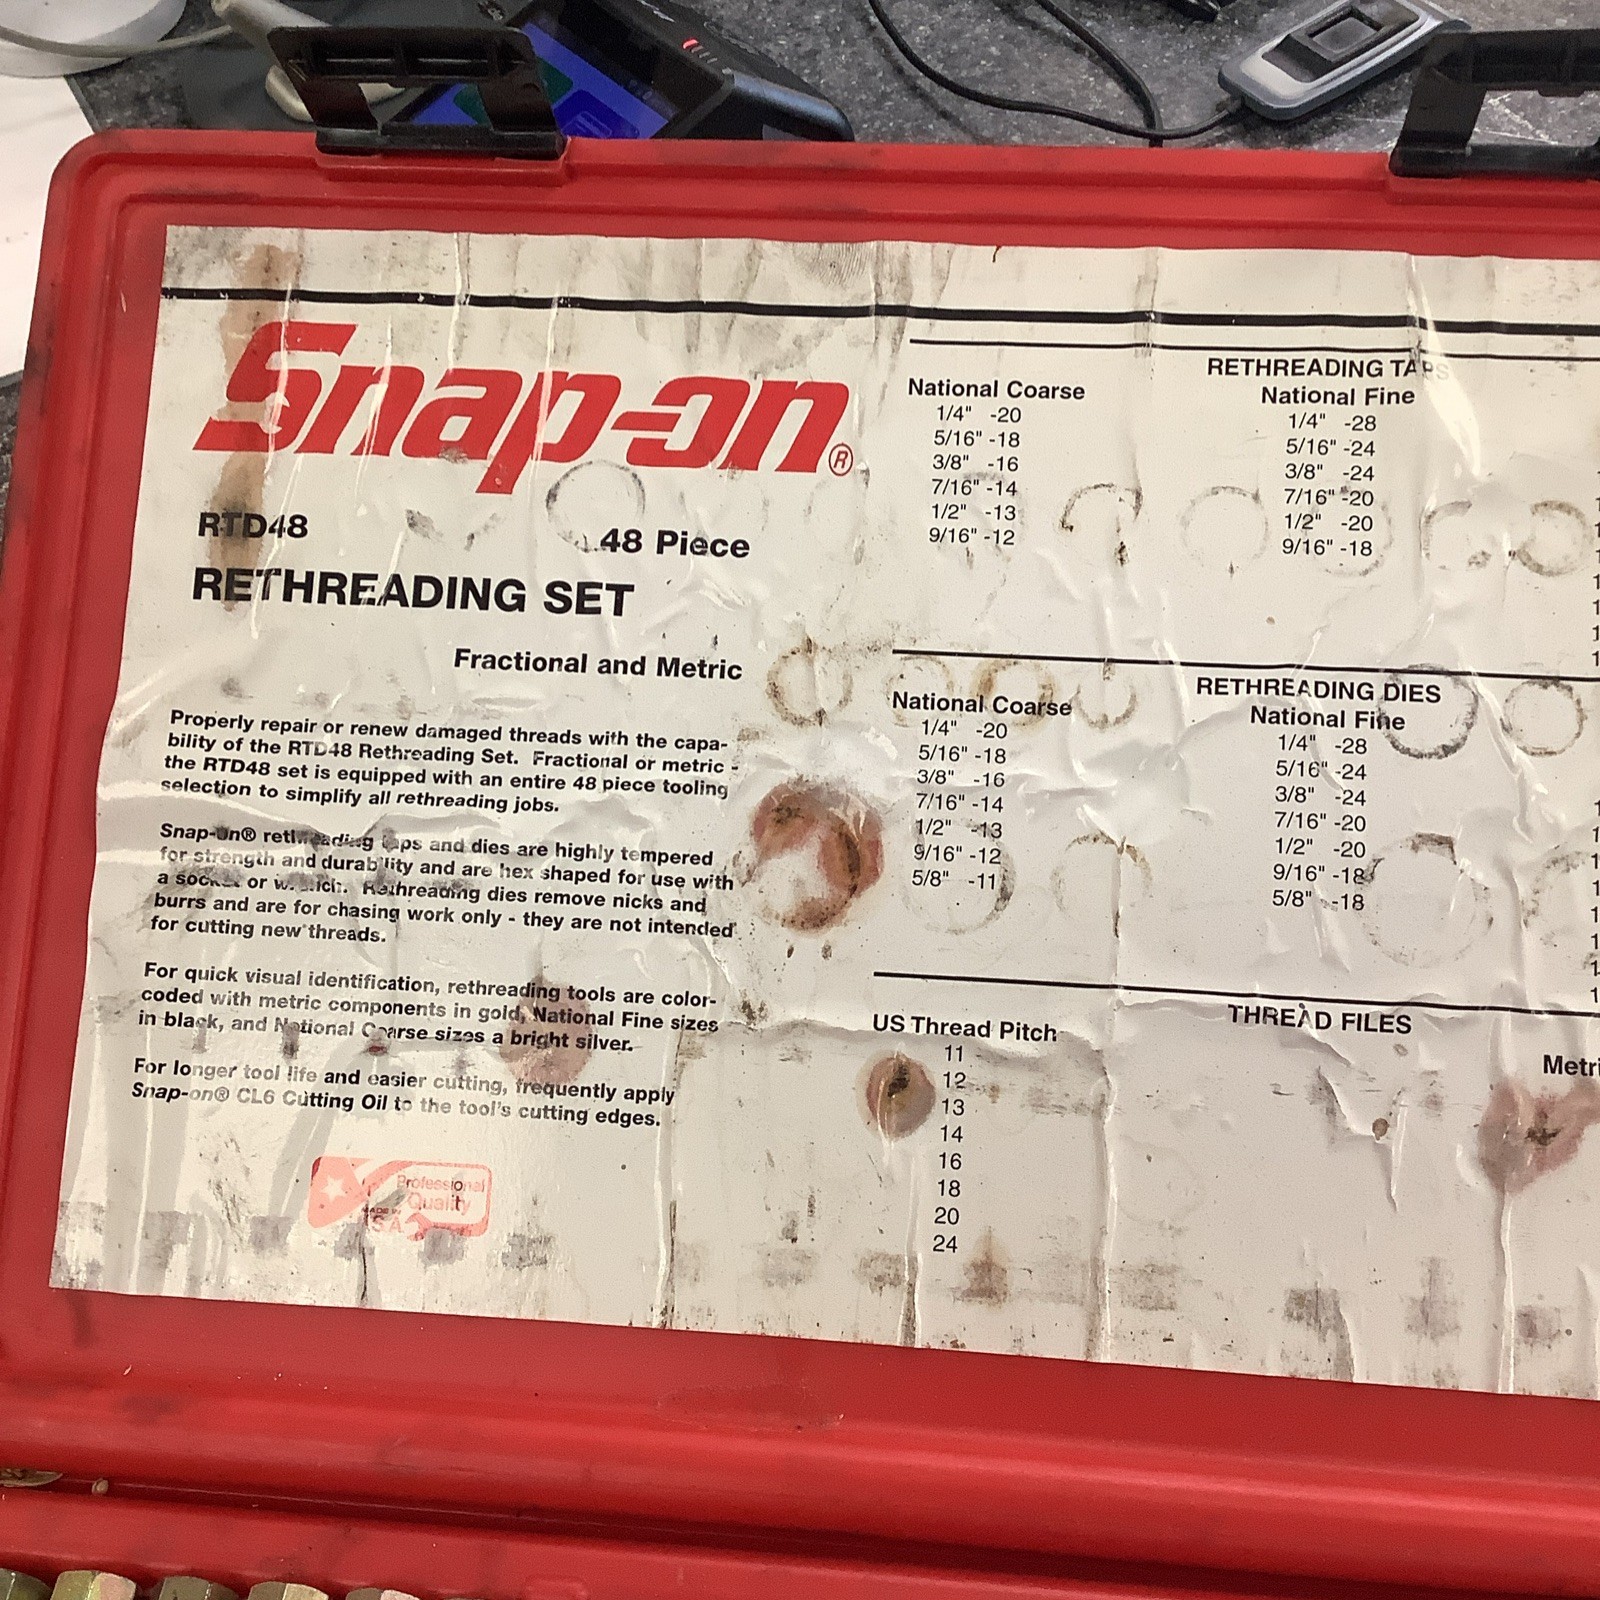 Snap-on®
RTD48
48 Piece
RETHREADING SET
Fractional and Metric
Properly repair or renew damaged threads with the capa-
bility of the RTD48 Rethreading Set. Fractional or metric -
the RTD48 set is equipped with an entire 48 piece tooling
selection to simplify all rethreading jobs.
Snap-on® rethreading taps and dies are highly tempered
for strength and durability and are hex shaped for use with
a socket or wrench. Rethreading dies remove nicks and
burrs and are for chasing work only - they are not intended
for cutting new threads.
For quick visual identification, rethreading tools are color-
coded with metric components in gold, National Fine sizes
in black, and National Coarse sizes a bright silver.
For longer tool life and easier cutting, frequently apply
Snap-on® CL6 Cutting Oil to the tool's cutting edges.
Professional
Quality
MADE IN
RETHREADING TAPS
National Coarse
1/4" -20
5/16" -18
3/8" -16
7/16" -14
1/2" -13
9/16" -12
National Fine
1/4" -28
5/16" -24
3/8" -24
7/16" -20
1/2" -20
9/16" -18
RETHREADING DIES
National Coarse
1/4" -20
5/16" -18
3/8" -16
7/16" -14
1/2" -13
9/16" -12
5/8" -11
National Fine
1/4" -28
5/16" -24
3/8" -24
7/16" -20
1/2" -20
9/16" -18
5/8" -18
THREAD FILES
US Thread Pitch
11
12
13
14
16
18
20
24
Metri